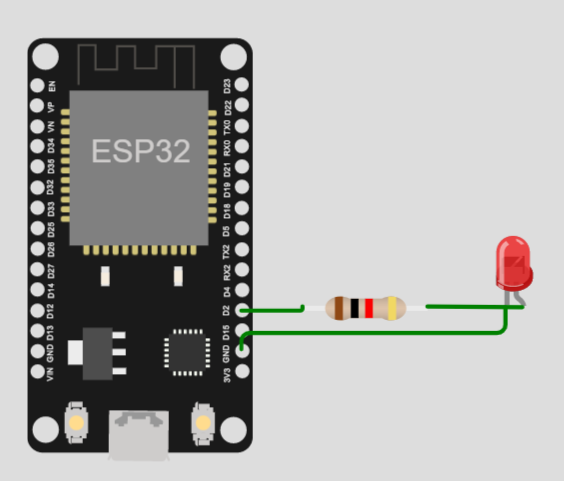 ESP32
EN
VP
VN
D34
D35
D32
D33
D25
D26
D27
D14
D12
D13
GND
VIN
D23
D22
TX0
RX0
D21
D19
D18
D5
TX2
RX2
D4
D2
D15
GND
3V3